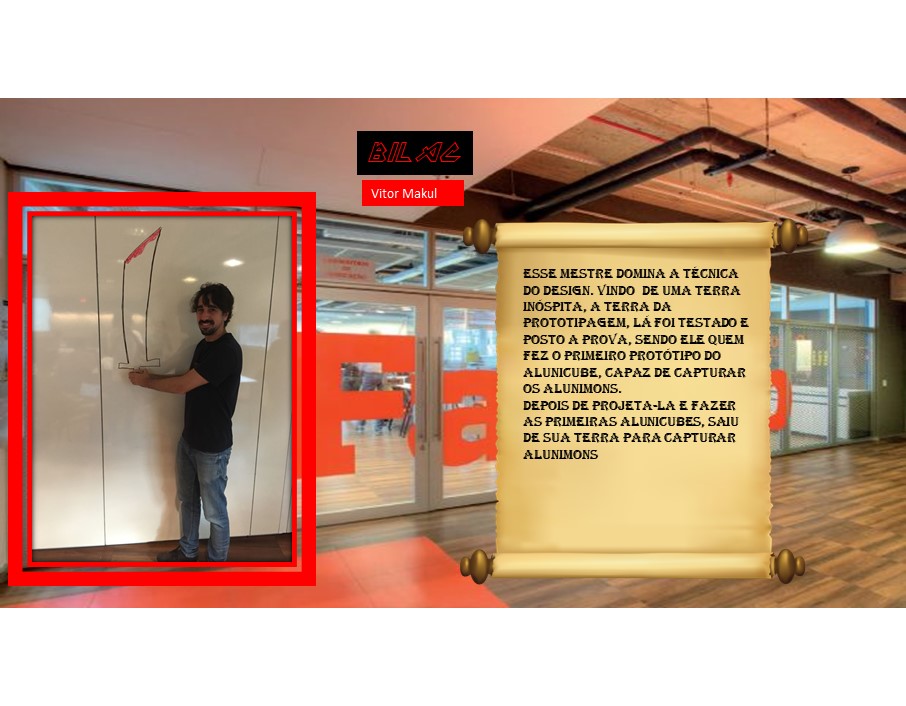 BILAC
Vitor Makul
ESSE MESTRE DOMINA A TÉCNICA
DO DESIGN. VINDO DE UMA TERRA
INÓSPITA, A TERRA DA
PROTOTIPAGEM, LÁ FOI TESTADO E
POSTO A PROVA, SENDO ELE QUEM
FEZ O PRIMEIRO PROTÓTIPO DO
ALUNICUBE, CAPAZ DE CAPTURAR
OS ALUNIMONS.
DEPOIS DE PROJETA-LA E FAZER
AS PRIMEIRAS ALUNICUBES, SAIU
DE SUA TERRA PARA CAPTURAR
ALUNIMONS
Fa